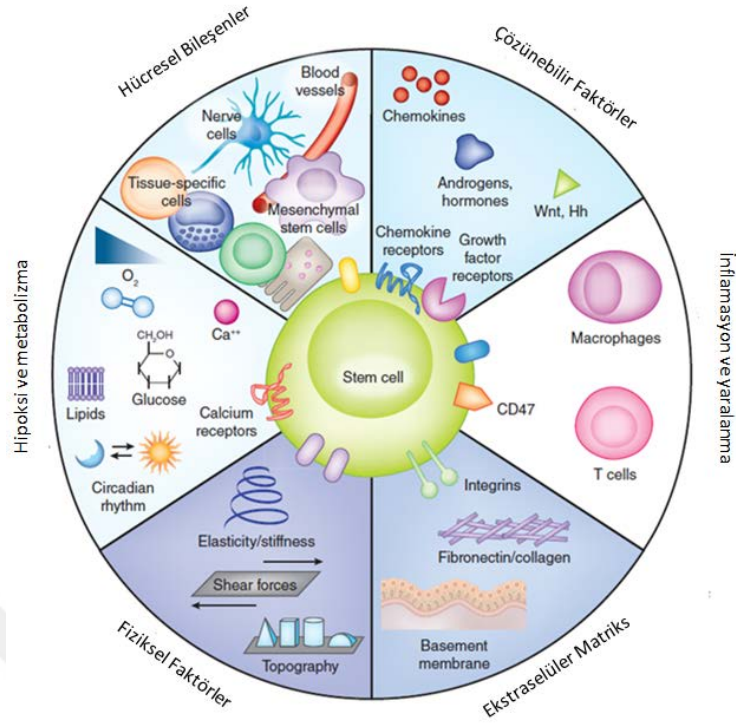 Hücresel Bileşenler
Çözünebilir Faktörler
Blood
vessels
Nerve
cells
Tissue-specific
cells
Mesenchymal
stem cells
Chemokines
Androgens,
hormones
Wnt, Hh
Chemokine
receptors
Growth
factor
receptors
İnflamasyon ve yaralanma
Macrophages
T cells
CD47
Stem cell
Hipoksi ve metabolizma
O2
Ca++
CH2OH
O
Glucose
Lipids
Calcium
receptors
Circadian
rhythm
Elasticity/stiffness
Shear forces
Topography
Fiziksel Faktörler
Integrins
Fibronectin/collagen
Basement
membrane
Ekstraselüler Matriks